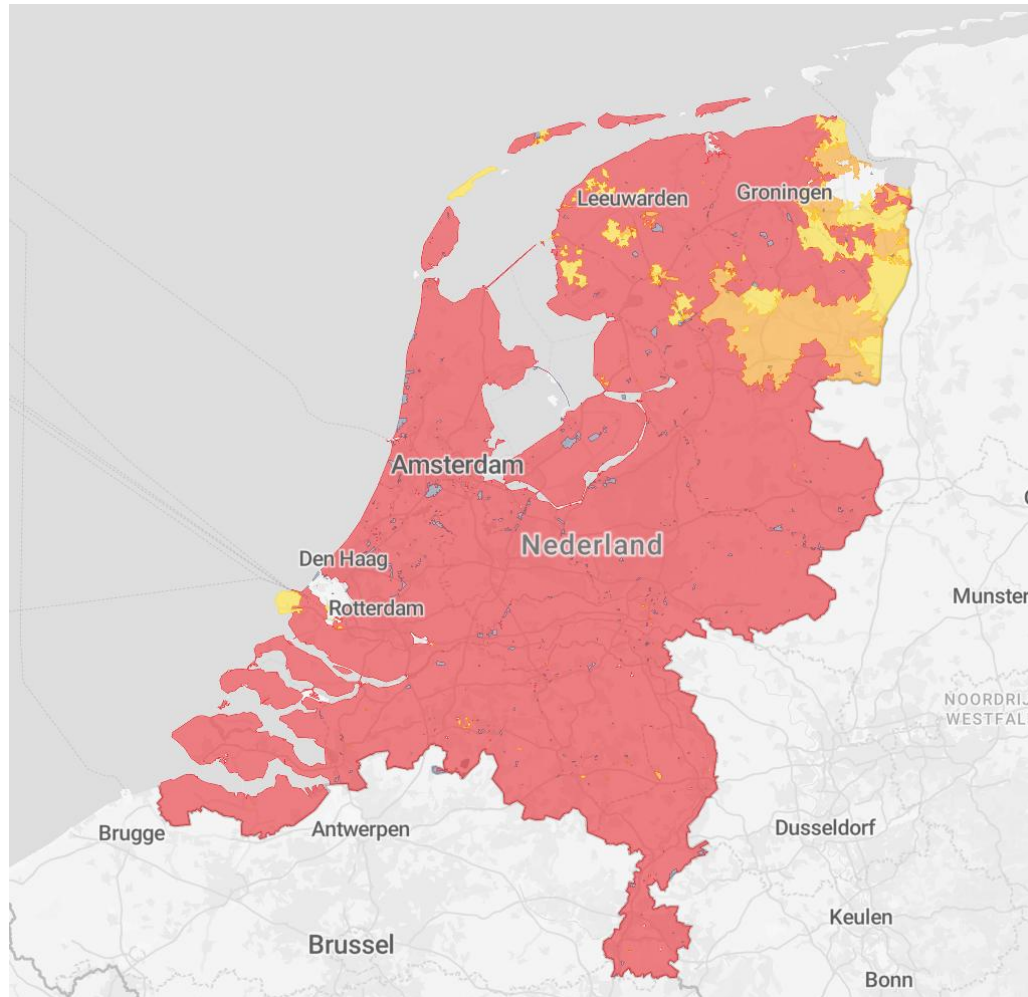 Leeuwarden
Groningen
Amsterdam
Nederland
Den Haag
Rotterdam
Munster
NOORDRIJ
WESTFAL
Brugge
Antwerpen
Dusseldorf
Brussel
Keulen
Bonn